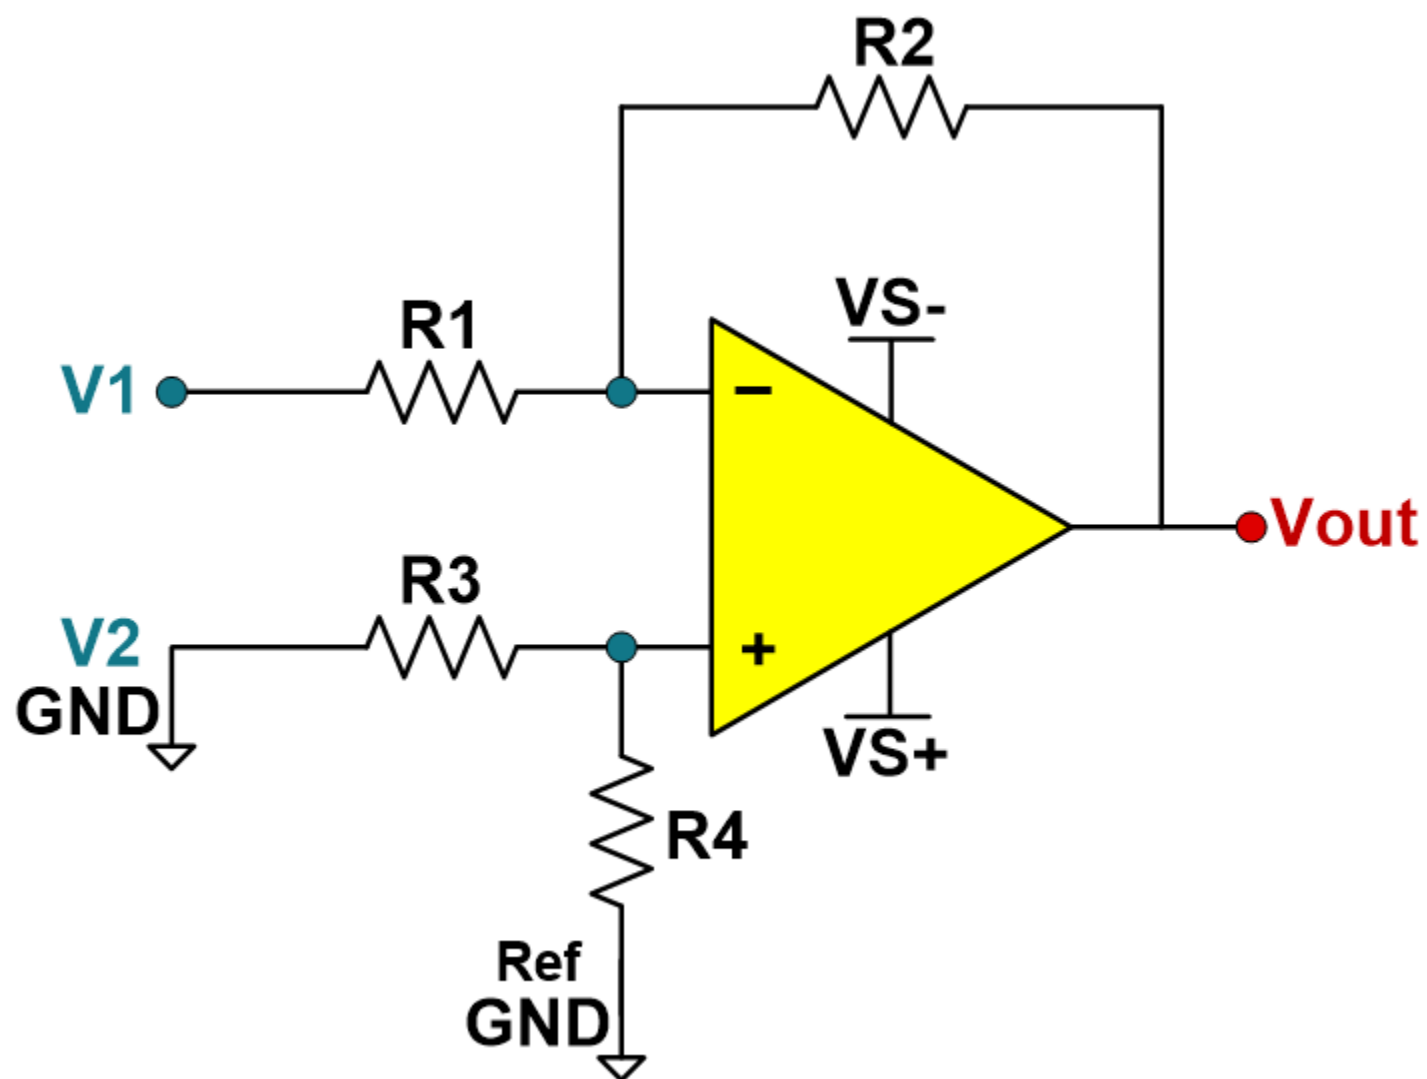 R2
VS-
R1
V1
−
Vout
R3
V2
GND
+
VS+
R4
Ref
GND